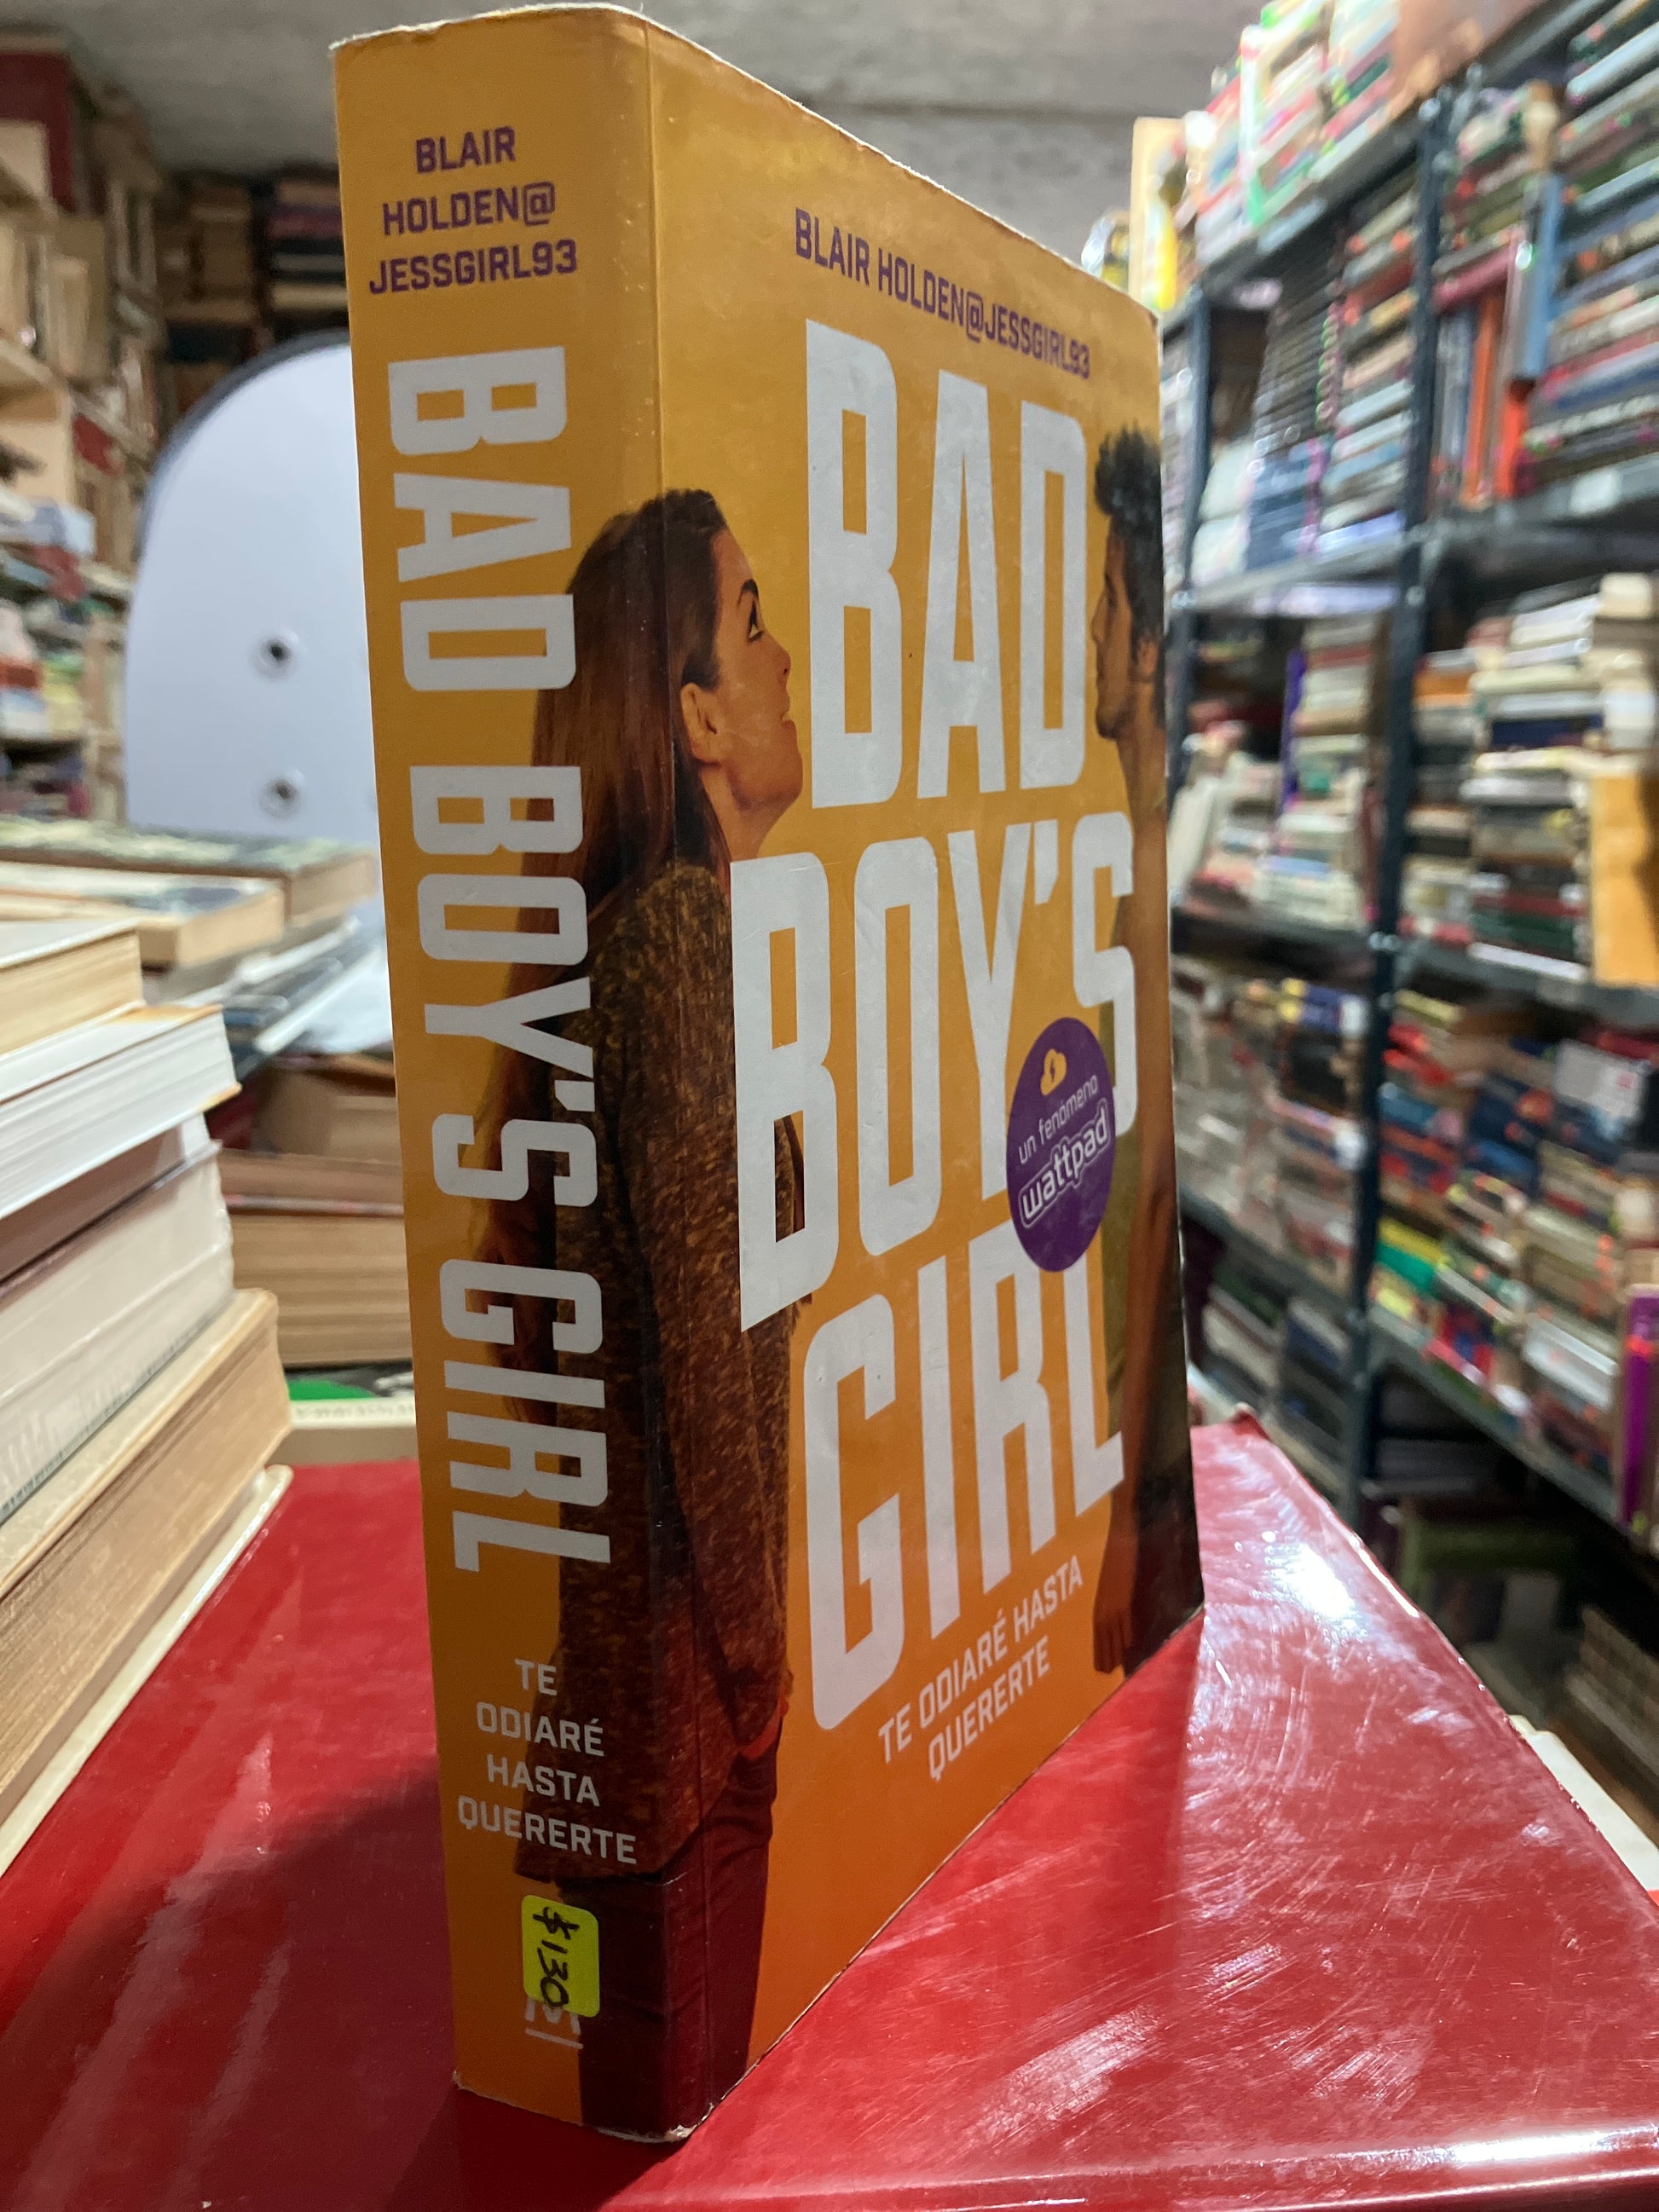 BLAIR
HOLDEN@
JESSGIRL93
BAD BOY'S GIRL
TE
ODIARÉ
HASTA
QUERERTE
$130
M
BLAIR HOLDEN@JESSGIRL93
BAD
BOY'S
GIRL
un fenómeno
wattpad
TE ODIARÉ HASTA
QUERERTE